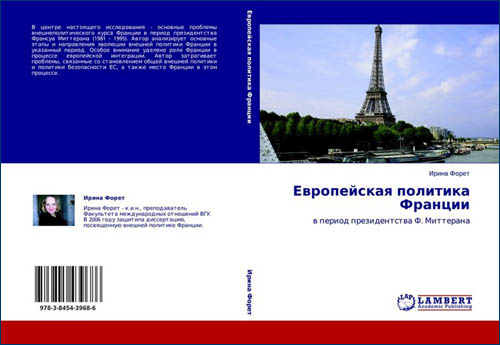 В центре настоящего исследования - основные проблемы
внешнеполитического курса Франции в период президентства
Франсуа Миттерана (1981 - 1995). Автор анализирует основные
этапы и направления эволюции внешней политики Франции в
указанный период. Особое внимание уделено роли Франции в
процессе европейской интеграции. Автор затрагивает
проблемы, связанные со становлением общей внешней политики
и политики безопасности ЕС, а также место Франции в этом
процессе.
Ирина Форет
Ирина Форет - к.и.н., преподаватель
Факультета международных отношений ВГУ.
В 2006 году защитила диссертацию,
посвященную внешней политике Франции.
978-3-8454-3968-6
Европейская политика Франции
Ирина Форет
Ирина Форет
Европейская политика
Франции
в период президентства Ф. Миттерана
LAP
LAMBERT
Academic Publishing